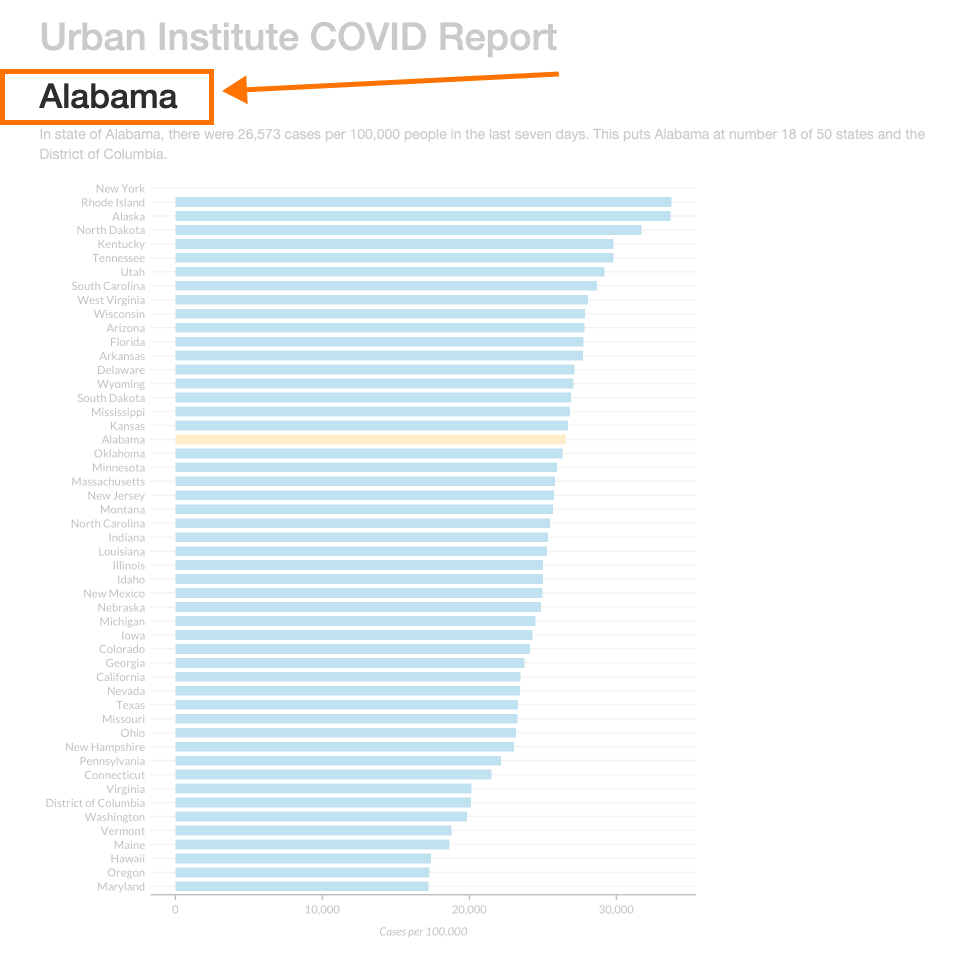 Urban Institute COVID Report
Alabama
In state of Alabama, there were 26,573 cases per 100,000 people in the last seven days. This puts Alabama at number 18 of 50 states and the
District of Columbia.
New York
Rhode Island
Alaska
North Dakota
Kentucky
Tennessee
Utah
South Carolina
West Virginia
Wisconsin
Arizona
Florida
Arkansas
Delaware
Wyoming
South Dakota
Mississippi
Kansas
Alabama
Oklahoma
Minnesota
Massachusetts
New Jersey
Montana
North Carolina
Indiana
Louisiana
Illinois
Idaho
New Mexico
Nebraska
Michigan
Iowa
Colorado
Georgia
California
Nevada
Texas
Missouri
Ohio
New Hampshire
Pennsylvania
Connecticut
Virginia
District of Columbia
Washington
Vermont
Maine
Hawaii
Oregon
Maryland
0 10,000 20,000 30,000
Cases per 100,000